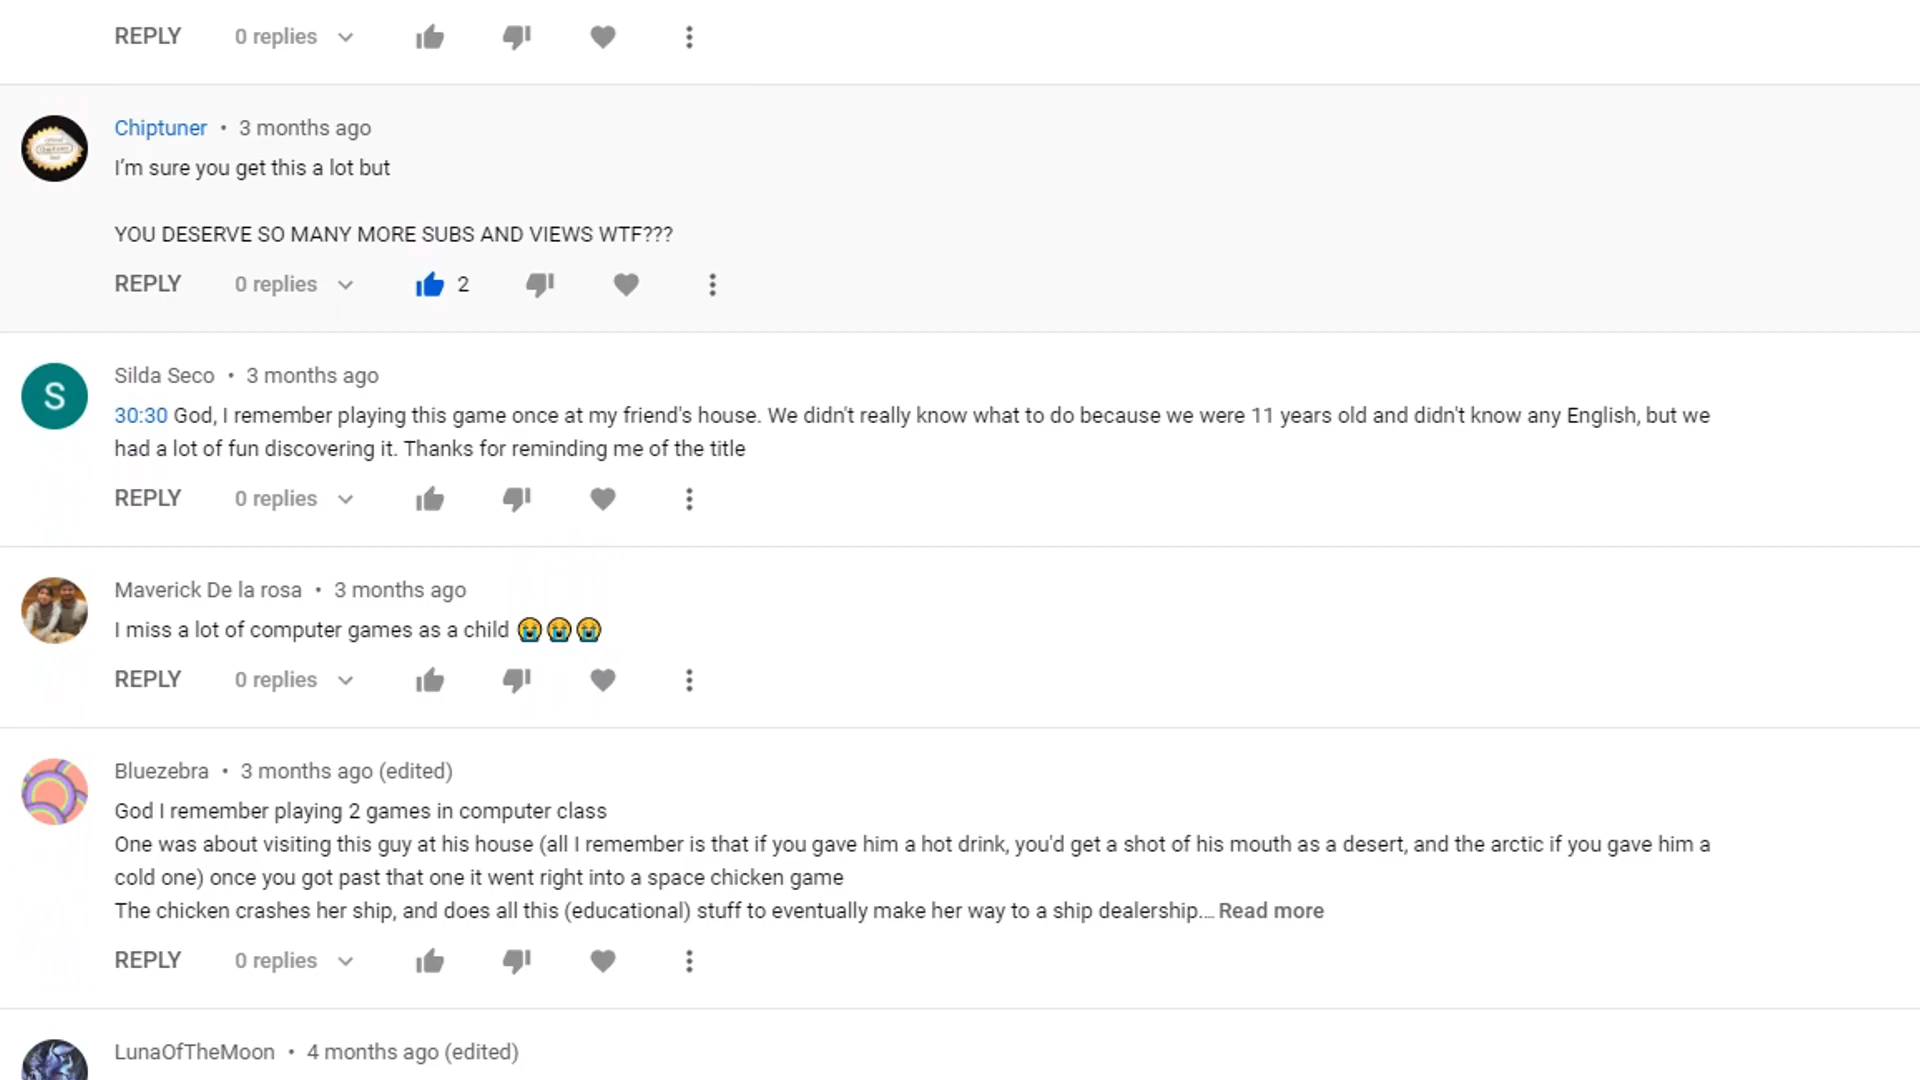 REPLY 0 replies
Chiptuner • 3 months ago
I'm sure you get this a lot but
YOU DESERVE SO MANY MORE SUBS AND VIEWS WTF???
REPLY 0 replies 2
S
Silda Seco • 3 months ago
30:30 God, I remember playing this game once at my friend's house. We didn't really know what to do because we were 11 years old and didn't know any English, but we
had a lot of fun discovering it. Thanks for reminding me of the title
REPLY 0 replies
Maverick De la rosa • 3 months ago
I miss a lot of computer games as a child 😭😭😭
REPLY 0 replies
Bluezebra • 3 months ago (edited)
God I remember playing 2 games in computer class
One was about visiting this guy at his house (all I remember is that if you gave him a hot drink, you'd get a shot of his mouth as a desert, and the arctic if you gave him a
cold one) once you got past that one it went right into a space chicken game
The chicken crashes her ship, and does all this (educational) stuff to eventually make her way to a ship dealership.... Read more
REPLY 0 replies
LunaOfTheMoon • 4 months ago (edited)